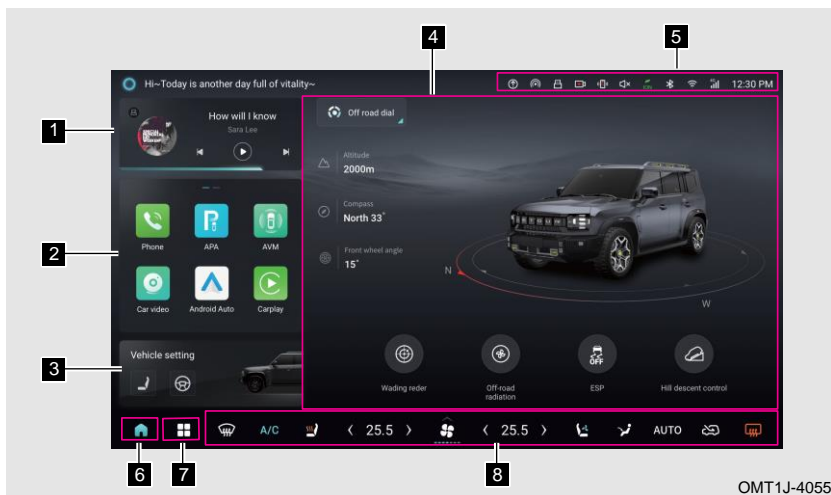 4
5
Hi~Today is another day full of vitality~
12:30 PM
1
How will I know
Sara Lee
Off road dial
Altitude
2000m
Compass
North 33°
Front wheel angle
15°
2
Phone
APA
AVM
Car video
Android Auto
Carplay
N
W
3
Vehicle setting
OFF
Wading reder
Off-road
radiation
ESP
Hill descent control
A/C
25.5
25.5
AUTO
6
7
8
OMT1J-4055